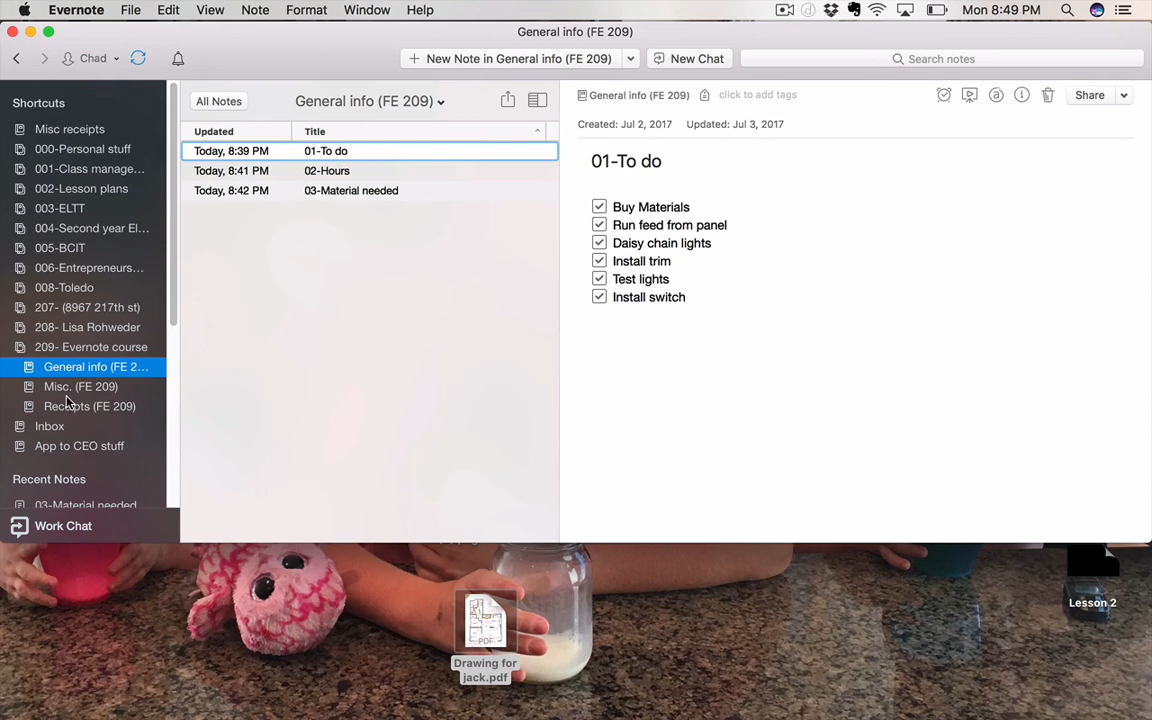 Evernote File Edit View Note Format Window Help Mon 8:49 PM
General info (FE 209)
Chad + New Note in General info (FE 209) New Chat Search notes
Shortcuts
Misc receipts
000-Personal stuff
001-Class manage...
002-Lesson plans
003-ELTT
004-Second year El...
005-BCIT
006-Entrepreneurs...
008-Toledo
207- (8967 217th st)
208- Lisa Rohweder
209- Evernote course
General info (FE 2...
Misc. (FE 209)
Receipts (FE 209)
Inbox
App to CEO stuff
Recent Notes
03-Material needed
Work Chat
All Notes General info (FE 209)
Updated Title
Today, 8:39 PM 01-To do
Today, 8:41 PM 02-Hours
Today, 8:42 PM 03-Material needed
General info (FE 209) click to add tags Share
Created: Jul 2, 2017 Updated: Jul 3, 2017
01-To do
Buy Materials
Run feed from panel
Daisy chain lights
Install trim
Test lights
Install switch
PDF
Drawing for
jack.pdf
Lesson 2